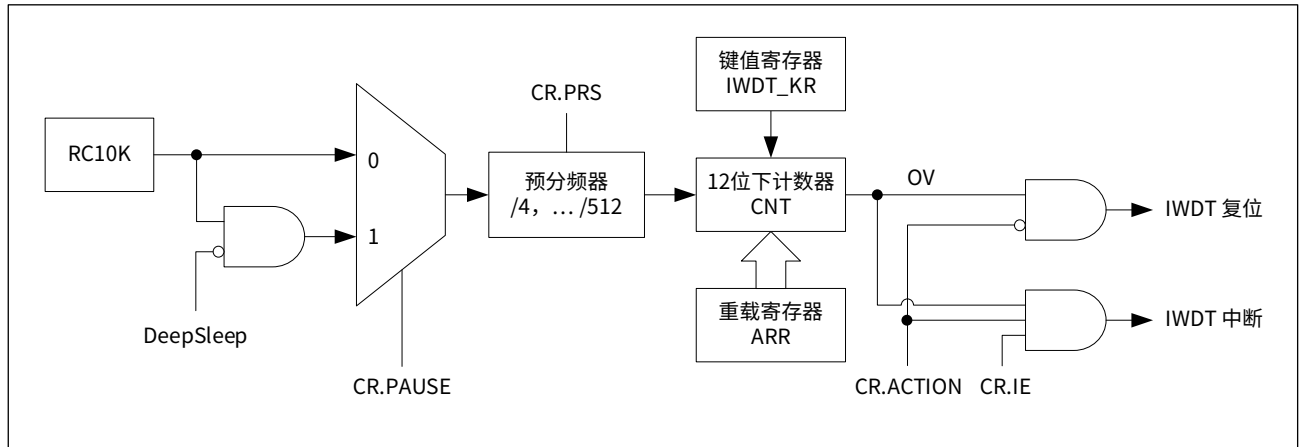 键值寄存器
IWDT_KR
CR.PRS
RC10K
0
预分频器
/4，… /512
12位下计数器
CNT
OV
IWDT 复位
1
重载寄存器
ARR
IWDT 中断
DeepSleep
CR.PAUSE
CR.ACTION
CR.IE